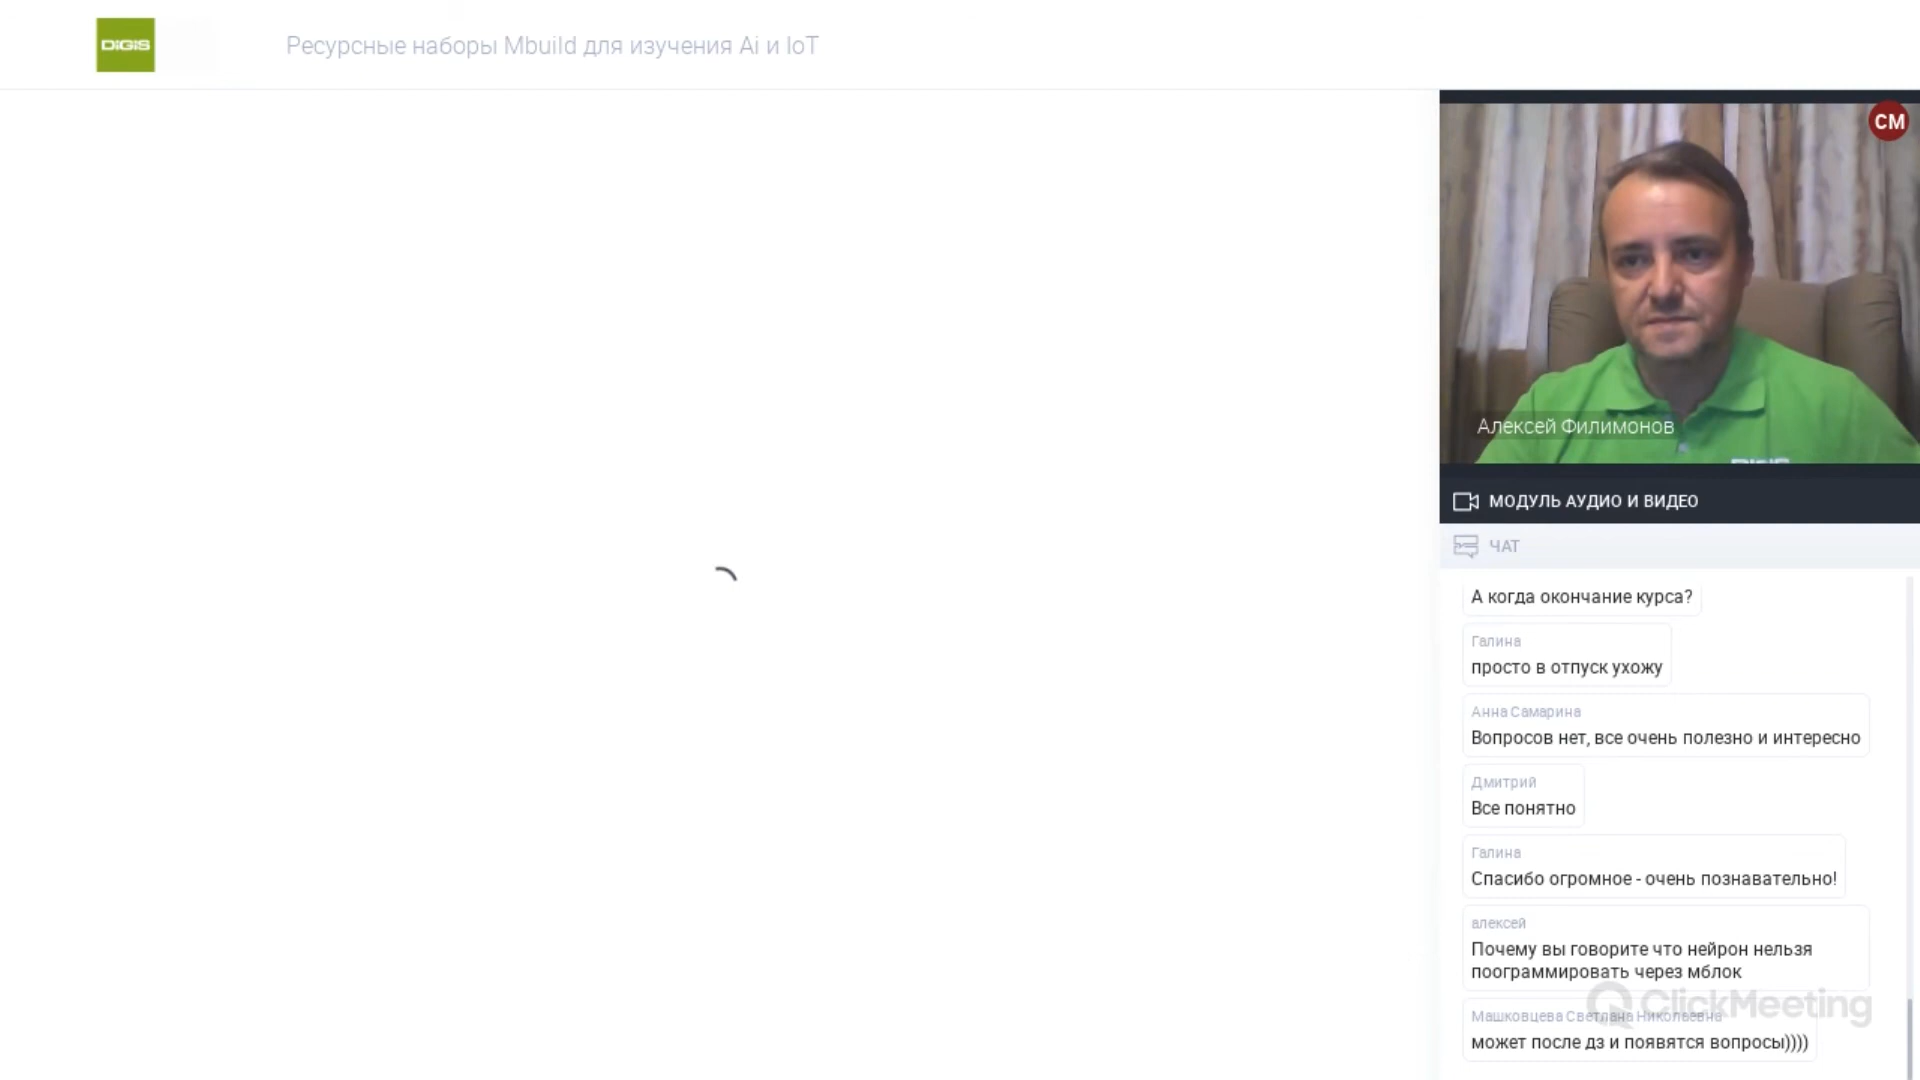 DIGIS
Ресурсные наборы Mbuild для изучения Ai и IoT
СМ
Алексей Филимонов
МОДУЛЬ АУДИО И ВИДЕО
ЧАТ
А когда окончание курса?
Галина
просто в отпуск ухожу
Анна Самарина
Вопросов нет, все очень полезно и интересно
Дмитрий
Все понятно
Галина
Спасибо огромное - очень познавательно!
алексей
Почему вы говорите что нейрон нельзя
поограммировать через мблок
ClickMeeting
Машковцева Светлана Николаевна
может после дз и появятся вопросы))))